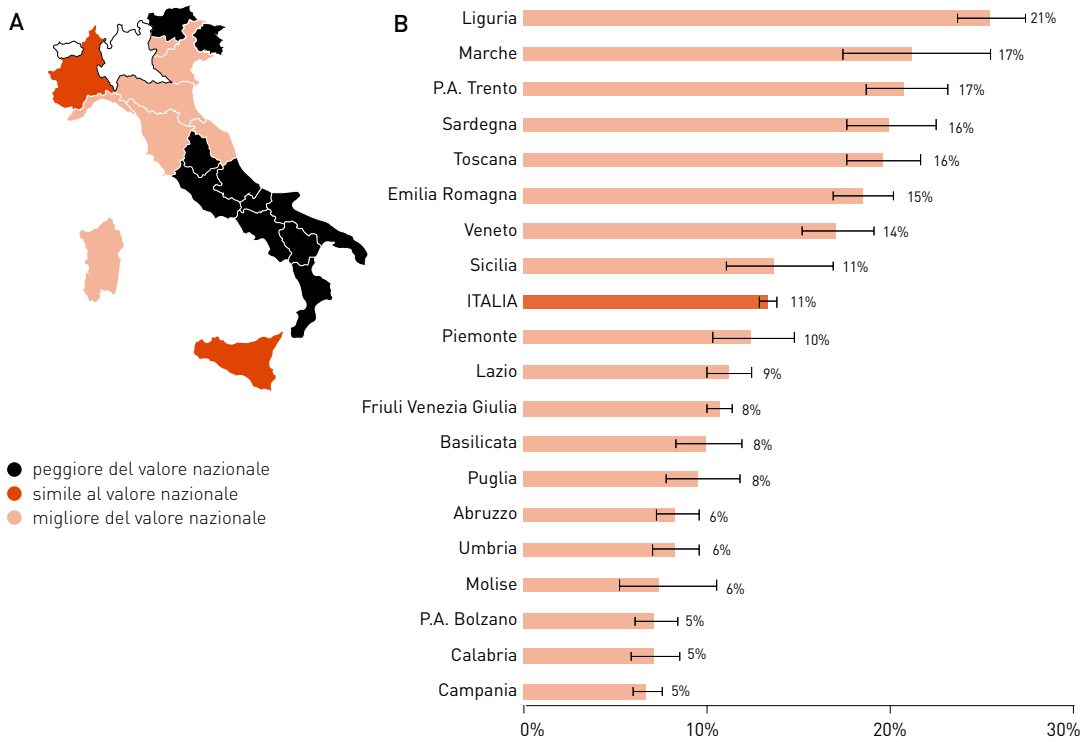 A
peggiore del valore nazionale
simile al valore nazionale
migliore del valore nazionale
B
Liguria 21%
Marche 17%
P.A. Trento 17%
Sardegna 16%
Toscana 16%
Emilia Romagna 15%
Veneto 14%
Sicilia 11%
ITALIA 11%
Piemonte 10%
Lazio 9%
Friuli Venezia Giulia 8%
Basilicata 8%
Puglia 8%
Abruzzo 6%
Umbria 6%
Molise 6%
P.A. Bolzano 5%
Calabria 5%
Campania 5%
0% 10% 20% 30%